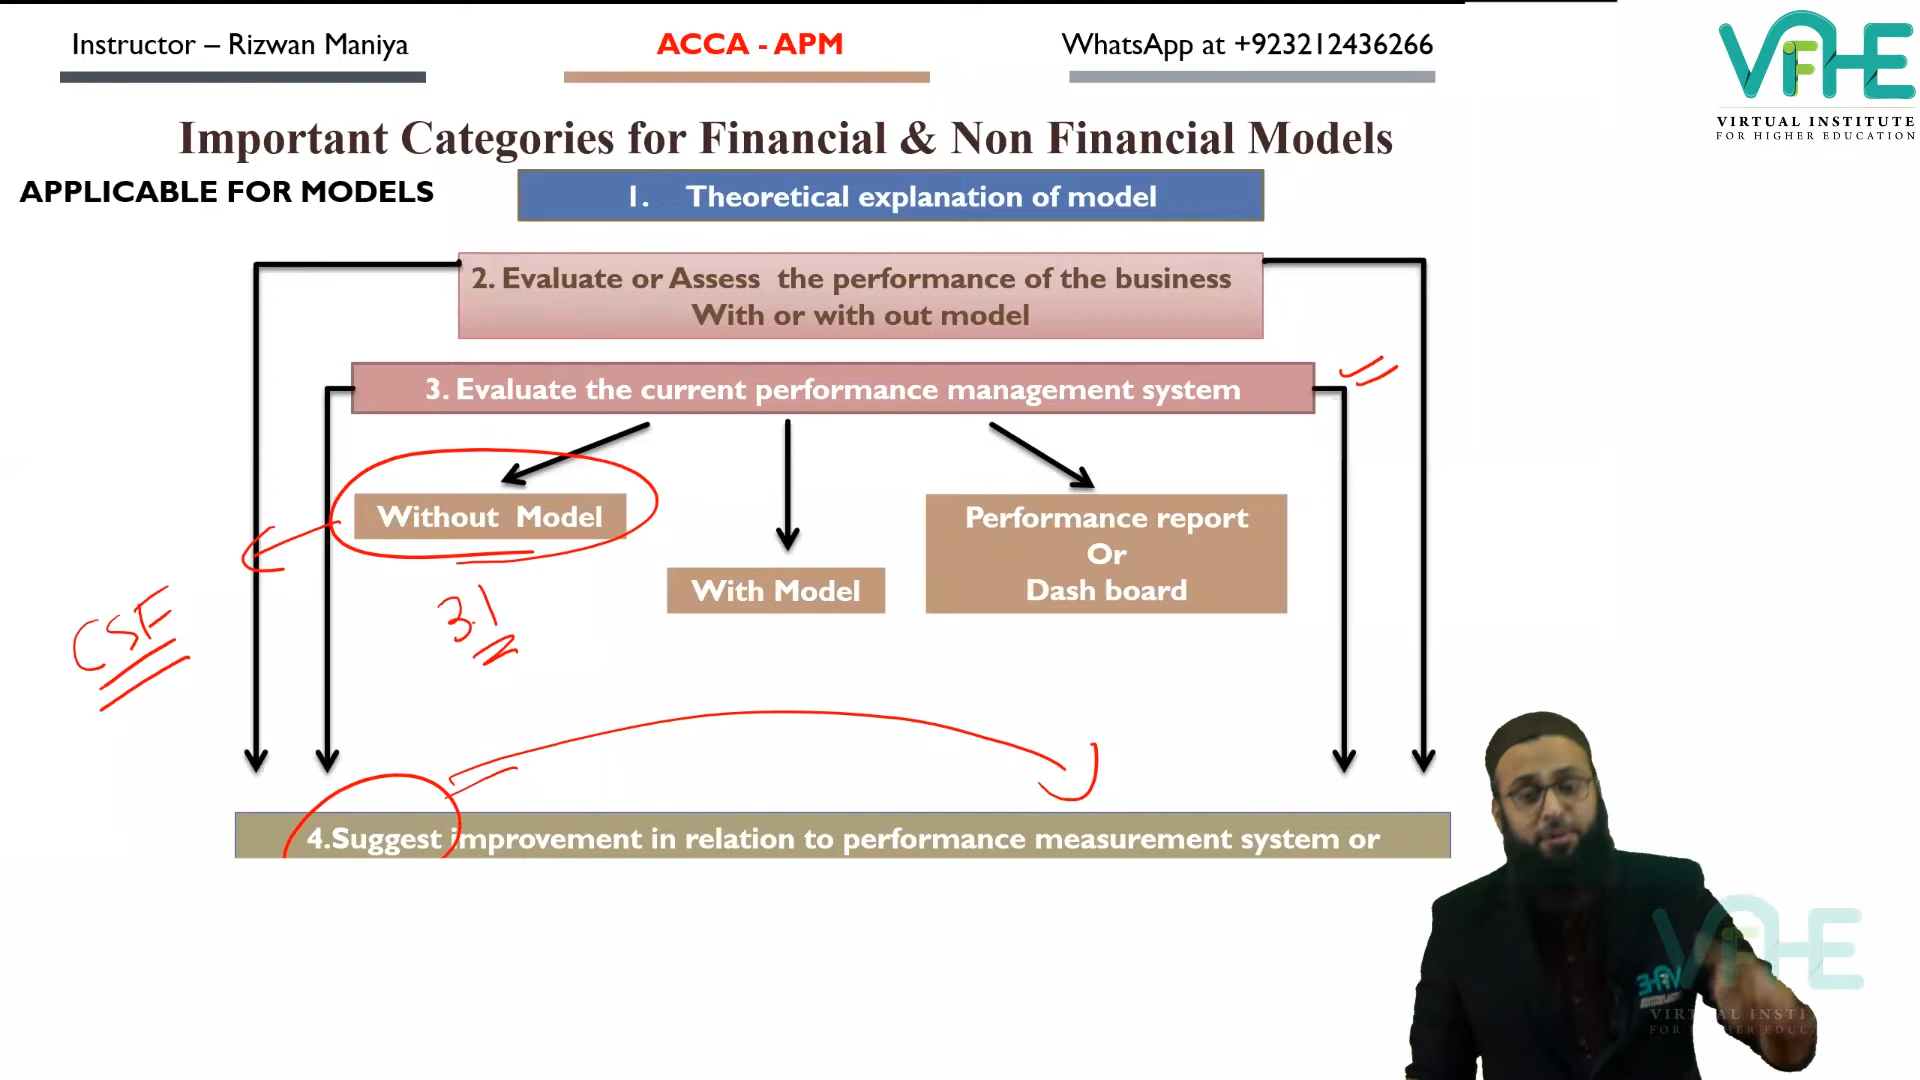 Instructor – Rizwan Maniya
ACCA - APM
WhatsApp at +923212436266
VIFHE
VIRTUAL INSTITUTE
FOR HIGHER EDUCATION
Important Categories for Financial & Non Financial Models
APPLICABLE FOR MODELS
1. Theoretical explanation of model
2. Evaluate or Assess the performance of the business
With or with out model
3. Evaluate the current performance management system
Without Model
With Model
Performance report
Or
Dash board
CSF
3.1
4.Suggest improvement in relation to performance measurement system or